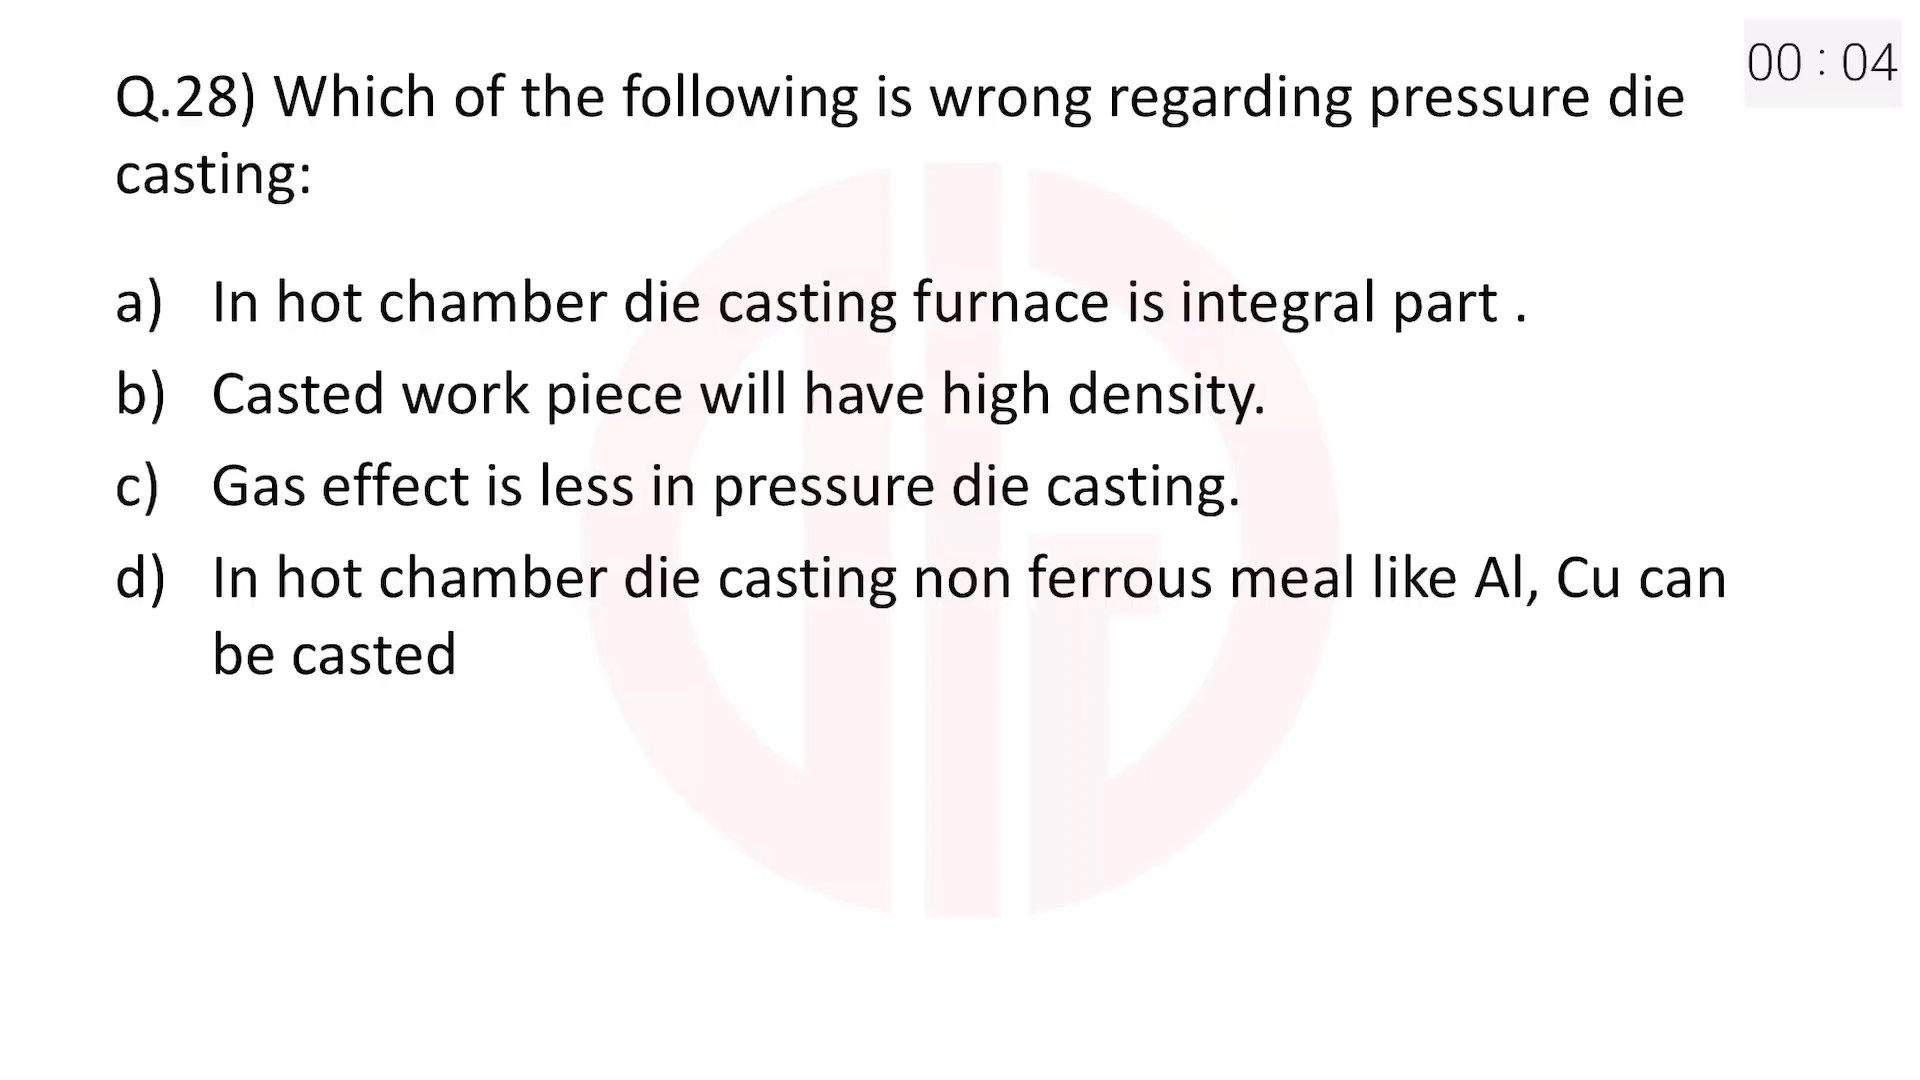 00 : 04
Q.28) Which of the following is wrong regarding pressure die
casting:
a) In hot chamber die casting furnace is integral part .
b) Casted work piece will have high density.
c) Gas effect is less in pressure die casting.
d) In hot chamber die casting non ferrous meal like Al, Cu can
be casted